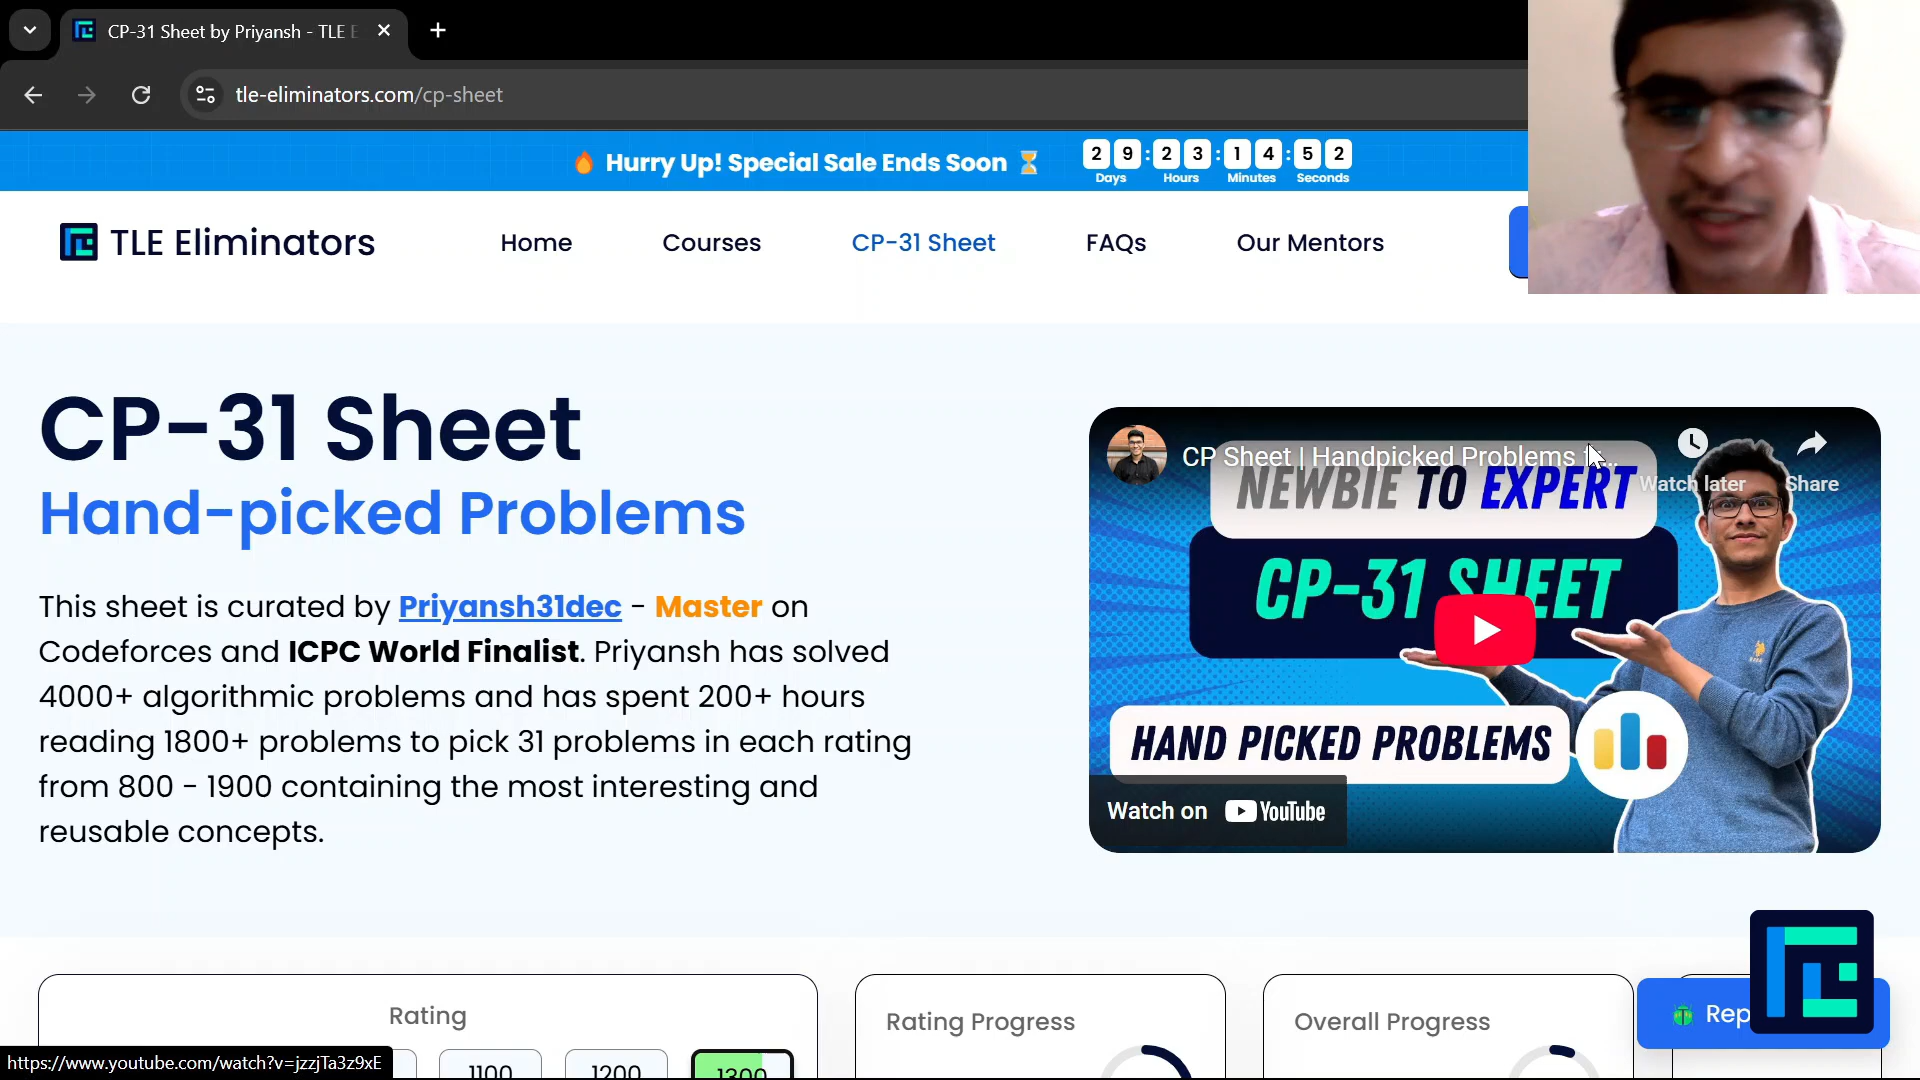 CP-31 Sheet by Priyansh - TLE E
tle-eliminators.com/cp-sheet
🔥 Hurry Up! Special Sale Ends Soon ⏳
2 9 : 2 3 : 1 4 : 5 2
Days Hours Minutes Seconds
TLE Eliminators
Home
Courses
CP-31 Sheet
FAQs
Our Mentors
CP-31 Sheet
Hand-picked Problems
This sheet is curated by Priyansh31dec - Master on
Codeforces and ICPC World Finalist. Priyansh has solved
4000+ algorithmic problems and has spent 200+ hours
reading 1800+ problems to pick 31 problems in each rating
from 800 - 1900 containing the most interesting and
reusable concepts.
CP Sheet | Handpicked Problems f...
Watch later
Share
NEWBIE TO EXPERT
CP-31 SHEET
HAND PICKED PROBLEMS
Watch on YouTube
Rating
1100
1200
1300
Rating Progress
Overall Progress
Rep
https://www.youtube.com/watch?v=jzzjTa3z9xE